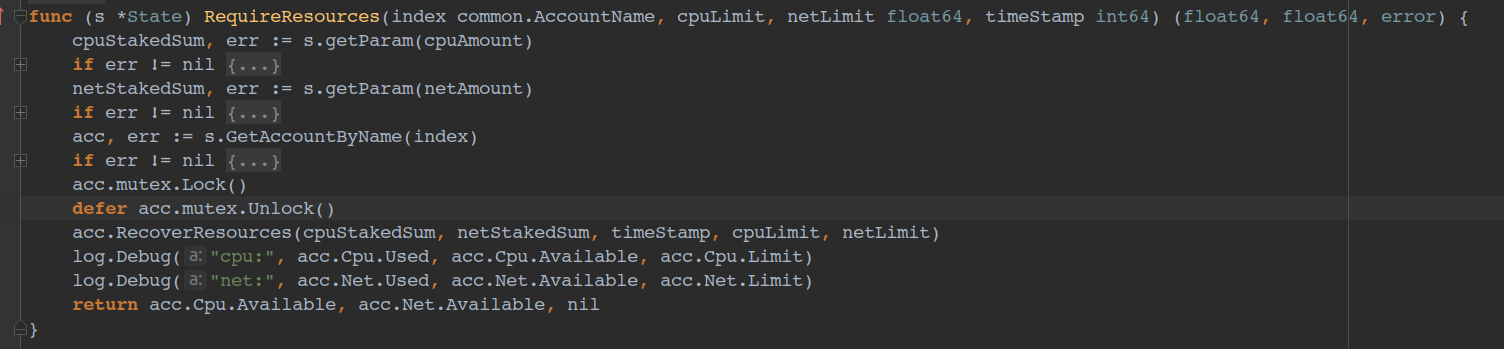 func (s *State) RequireResources(index common.AccountName, cpuLimit, netLimit float64, timeStamp int64) (float64, float64, error) {
    cpuStakedSum, err := s.getParam(cpuAmount)
    if err != nil {...}
    netStakedSum, err := s.getParam(netAmount)
    if err != nil {...}
    acc, err := s.GetAccountByName(index)
    if err != nil {...}
    acc.mutex.Lock()
    defer acc.mutex.Unlock()
    acc.RecoverResources(cpuStakedSum, netStakedSum, timeStamp, cpuLimit, netLimit)
    log.Debug( a: "cpu:", acc.Cpu.Used, acc.Cpu.Available, acc.Cpu.Limit)
    log.Debug( a: "net:", acc.Net.Used, acc.Net.Available, acc.Net.Limit)
    return acc.Cpu.Available, acc.Net.Available, nil
}